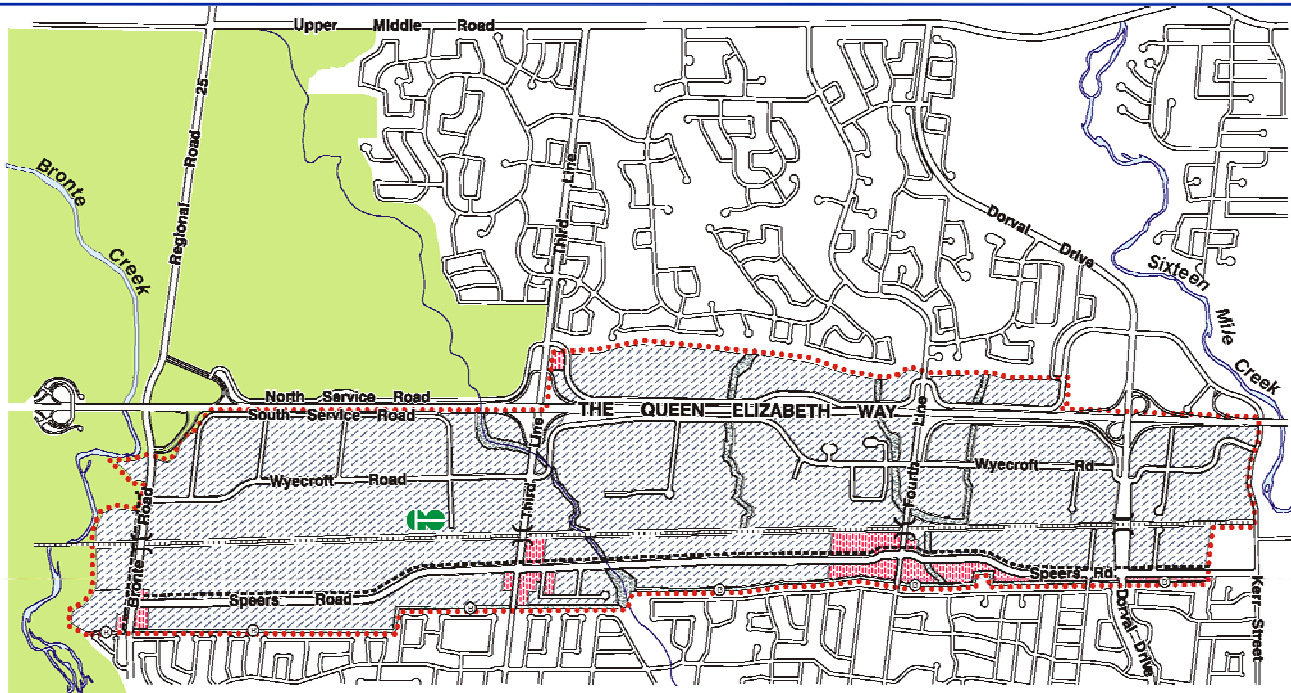 Upper Middle Road
Regional Road 25
Bronte Creek
Third Line
Dorval Drive
Sixteen Mile Creek
North Service Road
South Service Road
THE QUEEN ELIZABETH WAY
Third Line
Fourth Line
Wyecroft Road
Wyecroft Rd
Bronte Road
Speers Road
Speers Rd
Dorval Drive
Kerr Street